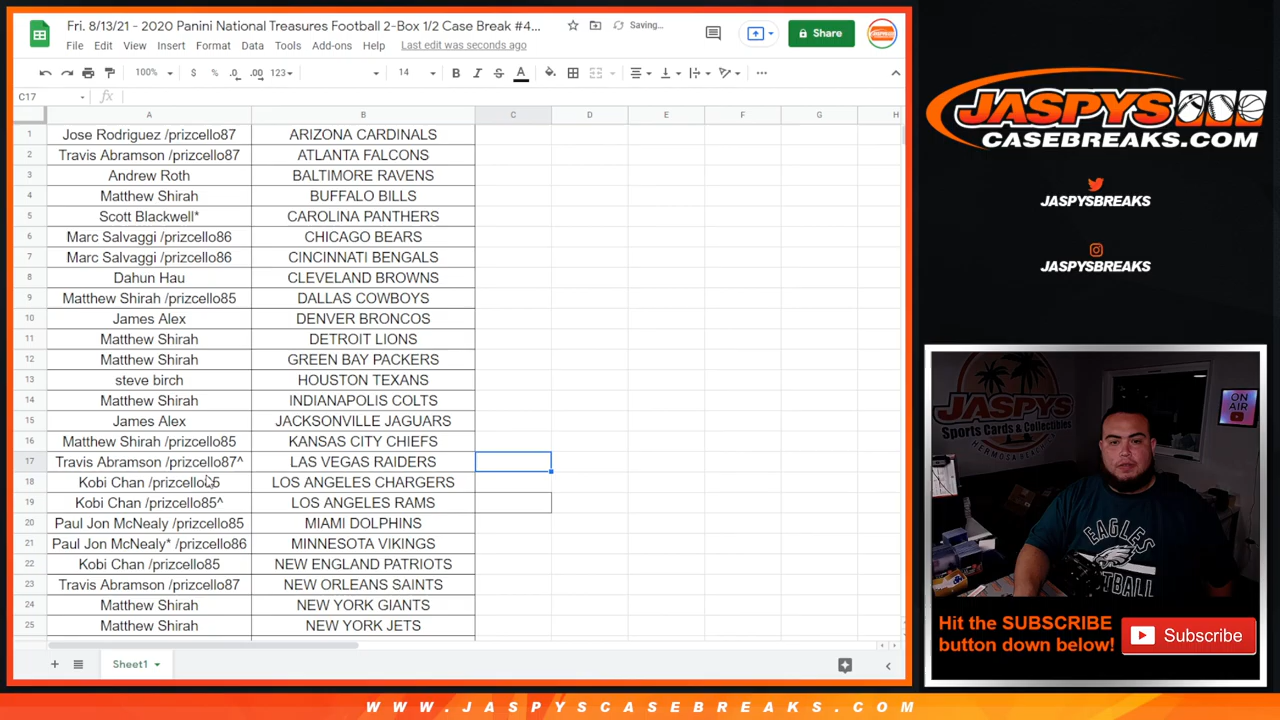 Fri. 8/13/21 - 2020 Panini National Treasures Football 2-Box 1/2 Case Break #4...
Saving...
Share
File Edit View Insert Format Data Tools Add-ons Help Last edit was seconds ago
100% $ % .0 .00 123 14 B I S A
C17 fx
A B C D E F G H
1 Jose Rodriguez /prizcello87 ARIZONA CARDINALS
2 Travis Abramson /prizcello87 ATLANTA FALCONS
3 Andrew Roth BALTIMORE RAVENS
4 Matthew Shirah BUFFALO BILLS
5 Scott Blackwell* CAROLINA PANTHERS
6 Marc Salvaggi /prizcello86 CHICAGO BEARS
7 Marc Salvaggi /prizcello86 CINCINNATI BENGALS
8 Dahun Hau CLEVELAND BROWNS
9 Matthew Shirah /prizcello85 DALLAS COWBOYS
10 James Alex DENVER BRONCOS
11 Matthew Shirah DETROIT LIONS
12 Matthew Shirah GREEN BAY PACKERS
13 steve birch HOUSTON TEXANS
14 Matthew Shirah INDIANAPOLIS COLTS
15 James Alex JACKSONVILLE JAGUARS
16 Matthew Shirah /prizcello85 KANSAS CITY CHIEFS
17 Travis Abramson /prizcello87^ LAS VEGAS RAIDERS
18 Kobi Chan LOS ANGELES CHARGERS
19 Kobi Chan /prizcello85^ LOS ANGELES RAMS
20 Paul Jon McNealy /prizcello85 MIAMI DOLPHINS
21 Paul Jon McNealy* /prizcello86 MINNESOTA VIKINGS
22 Kobi Chan /prizcello85 NEW ENGLAND PATRIOTS
23 Travis Abramson /prizcello87 NEW ORLEANS SAINTS
24 Matthew Shirah NEW YORK GIANTS
25 Matthew Shirah NEW YORK JETS
Sheet1
JASPYS
CASEBREAKS.COM
JASPYSBREAKS
JASPYSBREAKS
JASPYS
Sports Cards & Collectibles
HERMOSA BEACH
ON
AIR
EAGLES
FOOTBALL
Hit the SUBSCRIBE
button down below!
Subscribe
WWW.JASPYSCASEBREAKS.COM